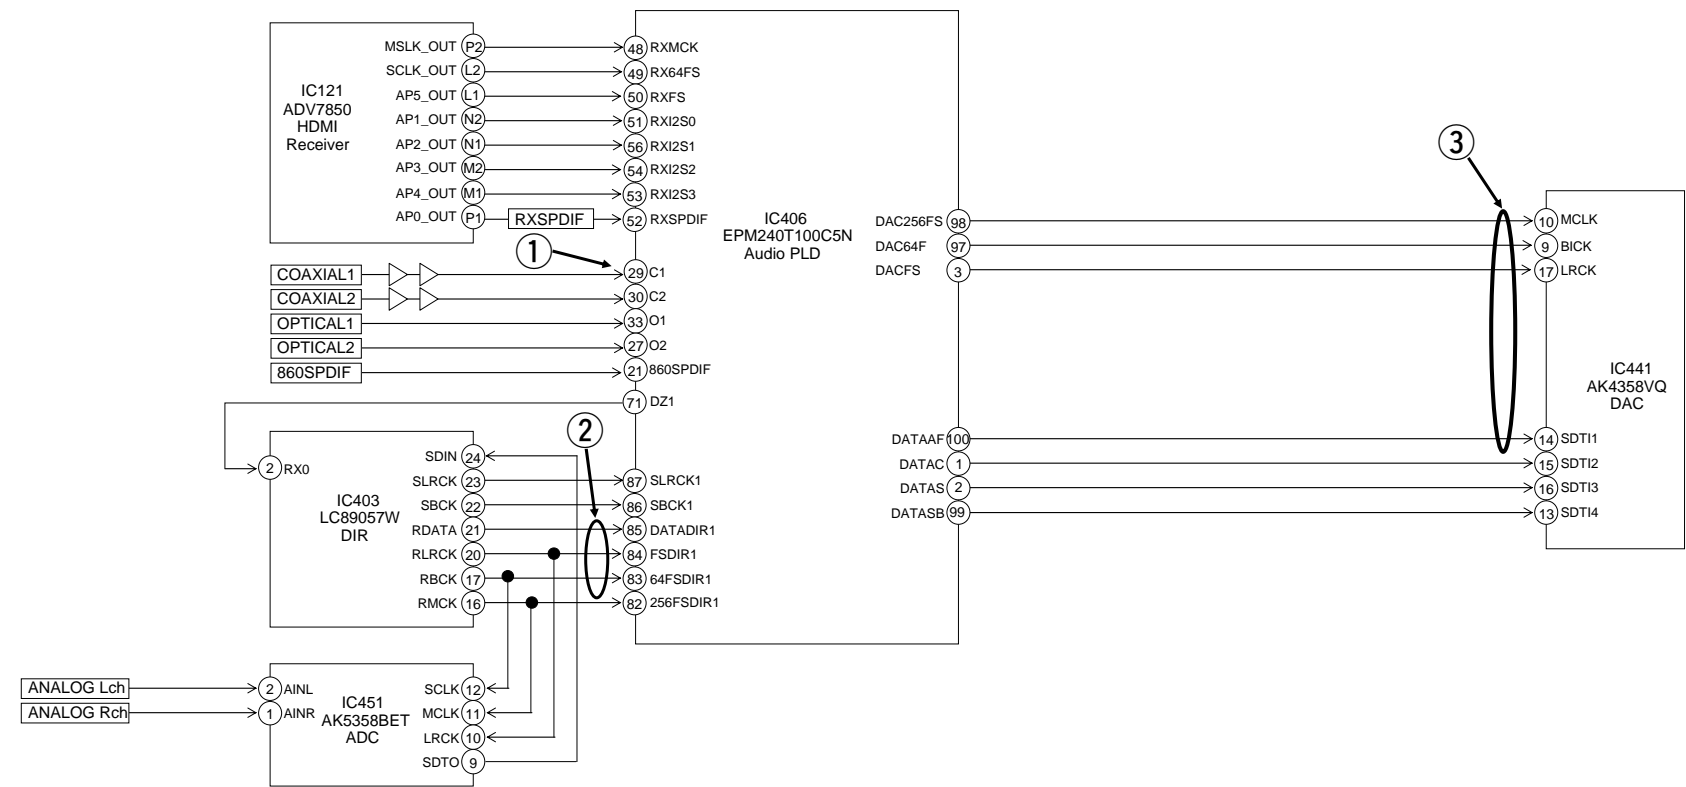 IC121
ADV7850
HDMI
Receiver
MSLK_OUT P2
SCLK_OUT L2
AP5_OUT L1
AP1_OUT N2
AP2_OUT N1
AP3_OUT M2
AP4_OUT M1
AP0_OUT P1
RXSPDIF
48 RXMCK
49 RX64FS
50 RXFS
51 RXI2S0
56 RXI2S1
54 RXI2S2
53 RXI2S3
52 RXSPDIF
1
COAXIAL1
COAXIAL2
OPTICAL1
OPTICAL2
860SPDIF
29 C1
30 C2
33 O1
27 O2
21 860SPDIF
71 DZ1
IC406
EPM240T100C5N
Audio PLD
2
2 RX0
IC403
LC89057W
DIR
SDIN 24
SLRCK 23
SBCK 22
RDATA 21
RLRCK 20
RBCK 17
RMCK 16
87 SLRCK1
86 SBCK1
85 DATADIR1
84 FSDIR1
83 64FSDIR1
82 256FSDIR1
ANALOG Lch
ANALOG Rch
2 AINL
1 AINR
IC451
AK5358BET
ADC
SCLK 12
MCLK 11
LRCK 10
SDTO 9
DAC256FS 98
DAC64F 97
DACFS 3
DATAAF 100
DATAC 1
DATAS 2
DATASB 99
3
10 MCLK
9 BICK
17 LRCK
IC441
AK4358VQ
DAC
14 SDTI1
15 SDTI2
16 SDTI3
13 SDTI4